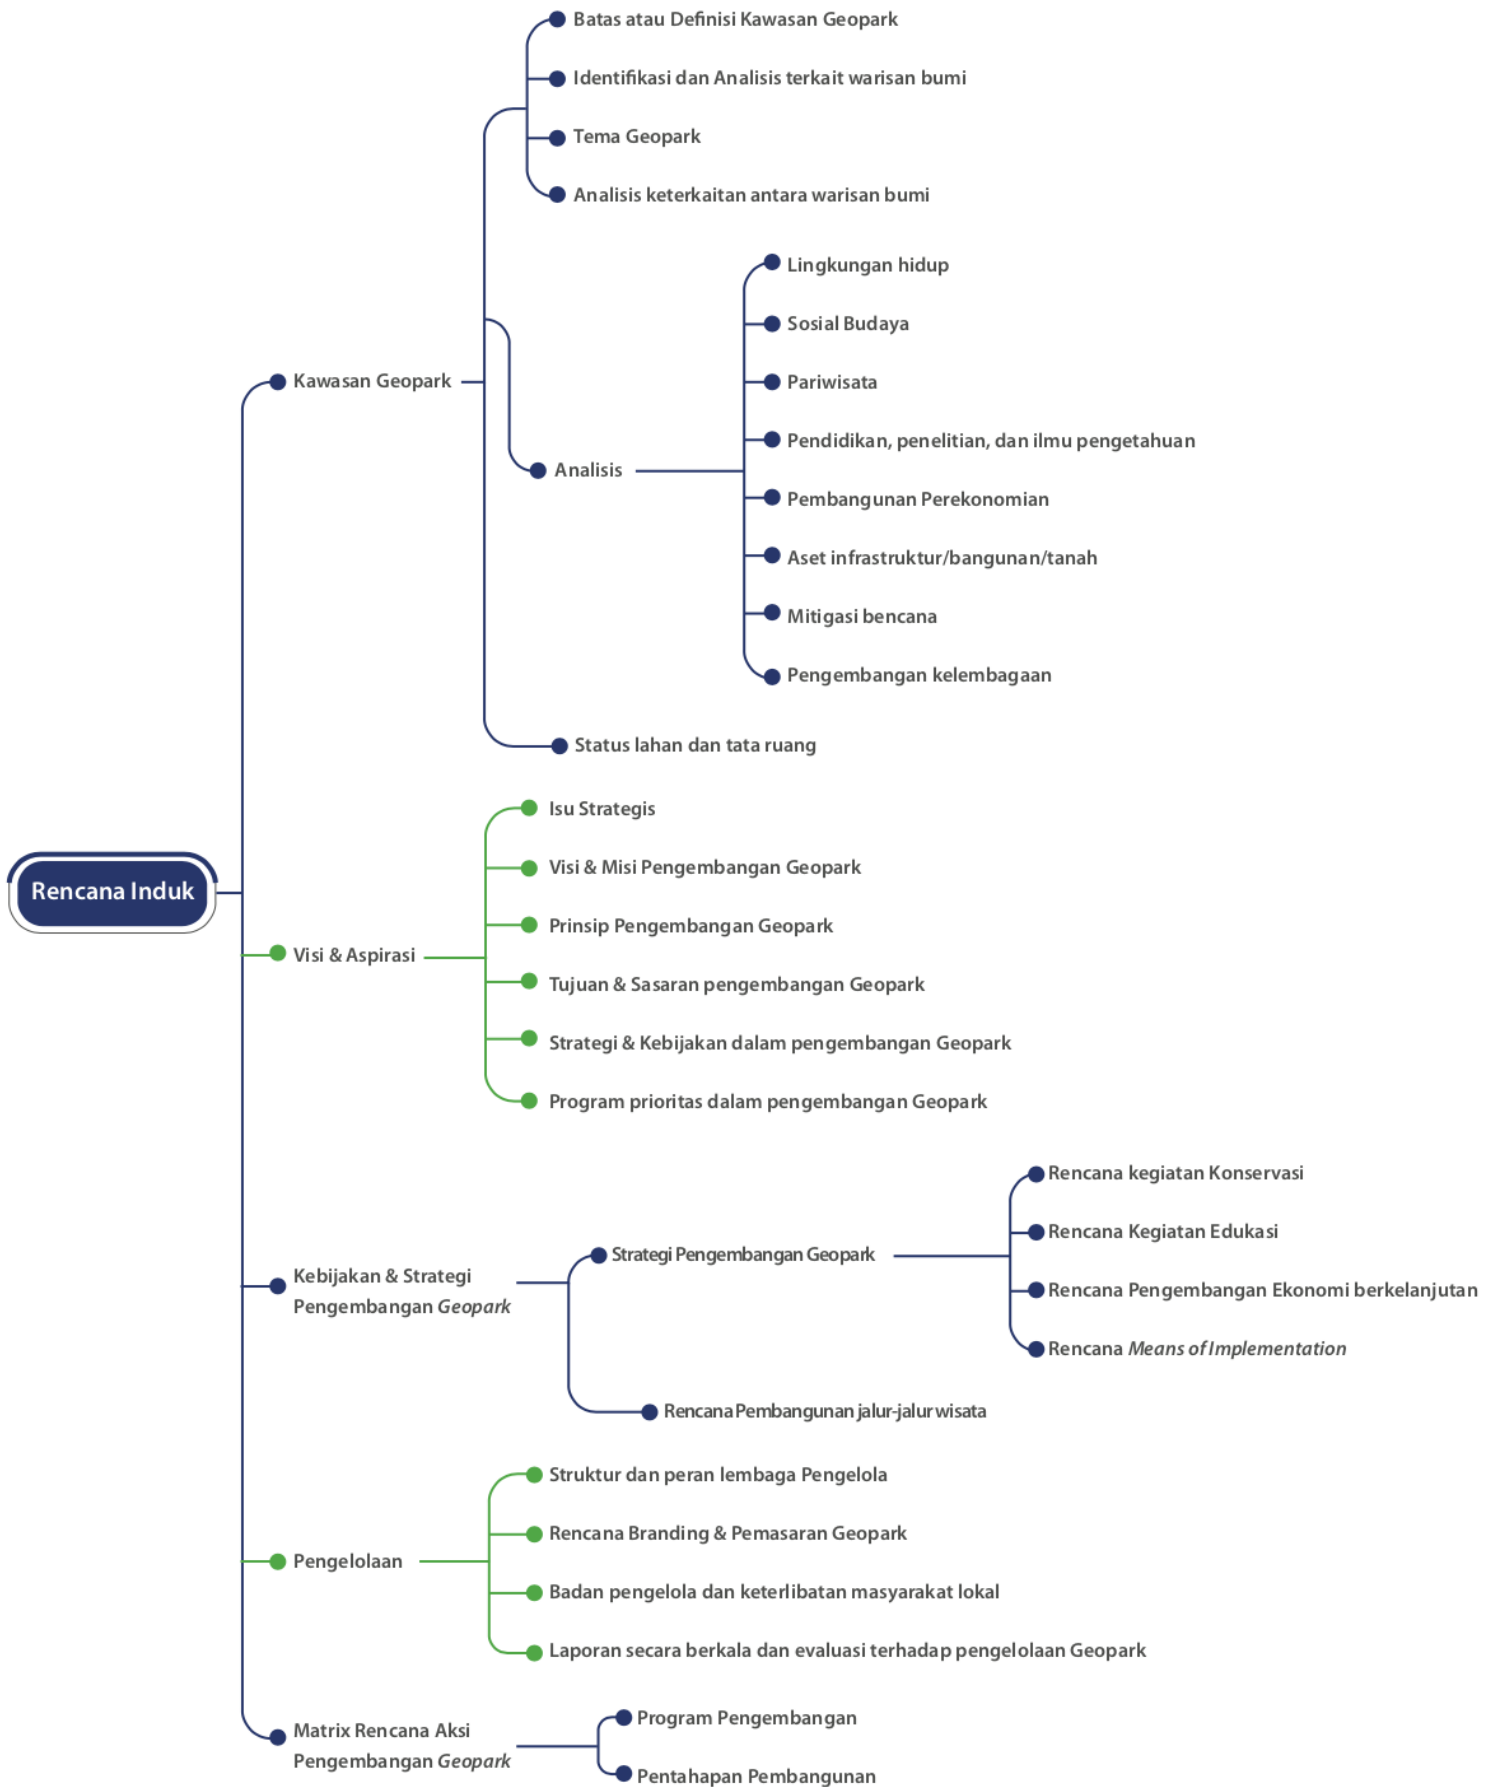 Rencana Induk
Kawasan Geopark
Batas atau Definisi Kawasan Geopark
Identifikasi dan Analisis terkait warisan bumi
Tema Geopark
Analisis keterkaitan antara warisan bumi
Analisis
Lingkungan hidup
Sosial Budaya
Pariwisata
Pendidikan, penelitian, dan ilmu pengetahuan
Pembangunan Perekonomian
Aset infrastruktur/bangunan/tanah
Mitigasi bencana
Pengembangan kelembagaan
Status lahan dan tata ruang
Visi & Aspirasi
Isu Strategis
Visi & Misi Pengembangan Geopark
Prinsip Pengembangan Geopark
Tujuan & Sasaran pengembangan Geopark
Strategi & Kebijakan dalam pengembangan Geopark
Program prioritas dalam pengembangan Geopark
Kebijakan & Strategi
Pengembangan Geopark
Strategi Pengembangan Geopark
Rencana kegiatan Konservasi
Rencana Kegiatan Edukasi
Rencana Pengembangan Ekonomi berkelanjutan
Rencana Means of Implementation
Rencana Pembangunan jalur-jalur wisata
Pengelolaan
Struktur dan peran lembaga Pengelola
Rencana Branding & Pemasaran Geopark
Badan pengelola dan keterlibatan masyarakat lokal
Laporan secara berkala dan evaluasi terhadap pengelolaan Geopark
Matrix Rencana Aksi
Pengembangan Geopark
Program Pengembangan
Pentahapan Pembangunan